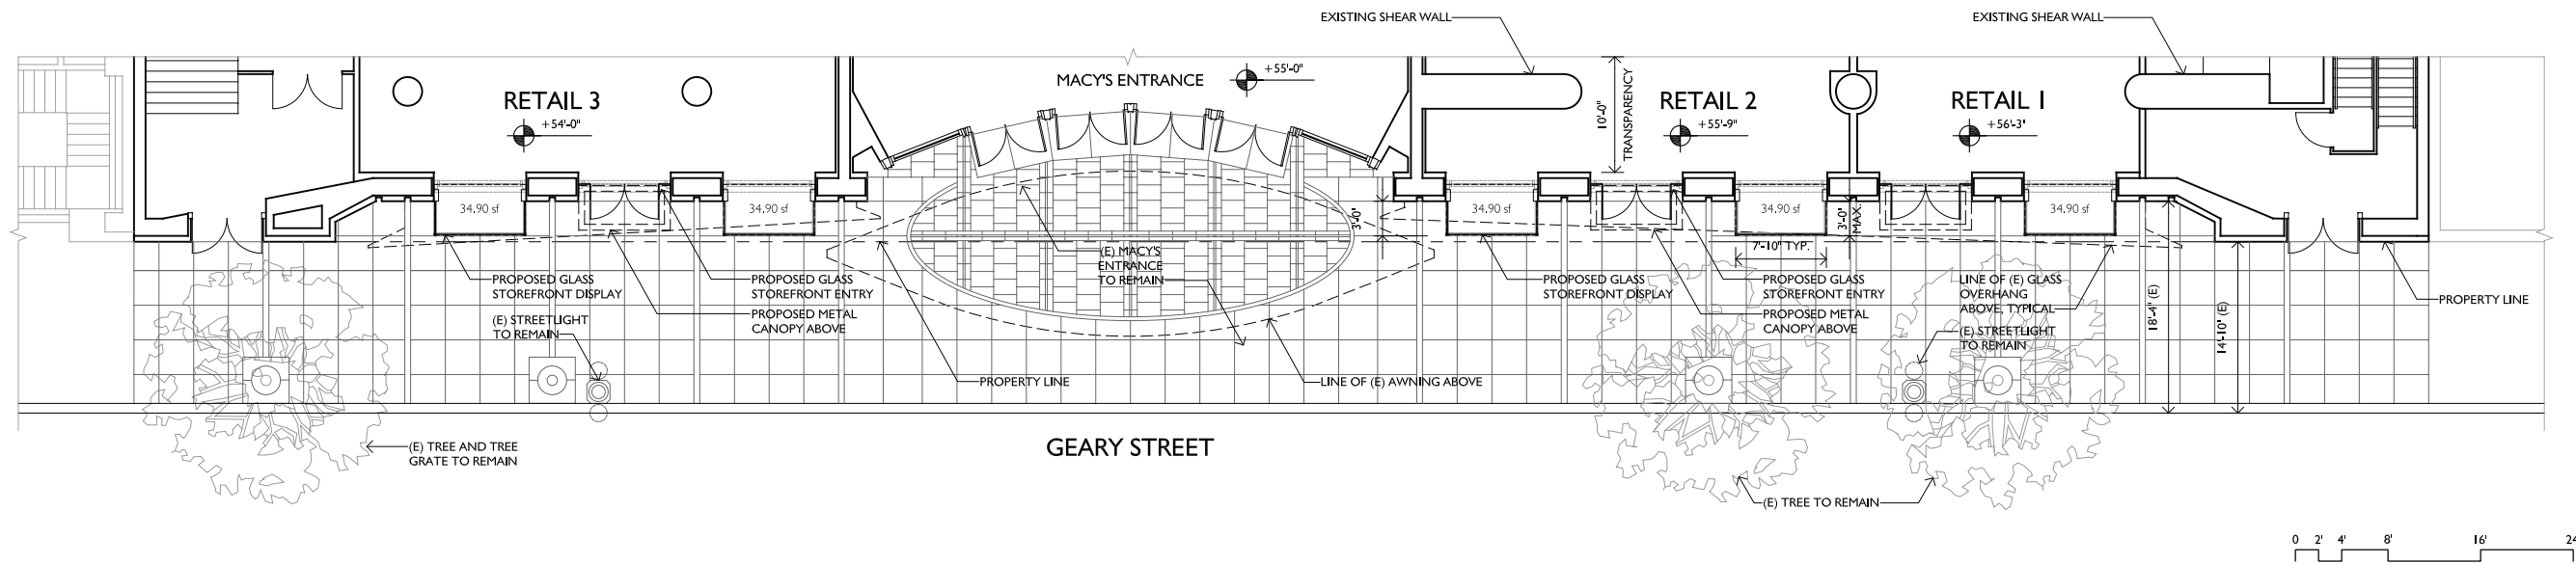 EXISTING SHEAR WALL
EXISTING SHEAR WALL
MACY'S ENTRANCE
+55'-0"
RETAIL 3
+54'-0"
10'-0"
TRANSPARENCY
RETAIL 2
+55'-9"
RETAIL 1
+56'-3"
34.90 sf
34.90 sf
3'-0"
34.90 sf
34.90 sf
3'-0"
MAX.
34.90 sf
7'-10" TYP.
(E) MACY'S
ENTRANCE
TO REMAIN
PROPOSED GLASS
STOREFRONT DISPLAY
PROPOSED GLASS
STOREFRONT ENTRY
PROPOSED METAL
CANOPY ABOVE
(E) STREETLIGHT
TO REMAIN
PROPOSED GLASS
STOREFRONT DISPLAY
PROPOSED GLASS
STOREFRONT ENTRY
PROPOSED METAL
CANOPY ABOVE
LINE OF (E) GLASS
OVERHANG
ABOVE, TYPICAL
(E) STREETLIGHT
TO REMAIN
18'-4" (E)
14'-10" (E)
PROPERTY LINE
PROPERTY LINE
LINE OF (E) AWNING ABOVE
(E) TREE AND TREE
GRATE TO REMAIN
GEARY STREET
(E) TREE TO REMAIN
0 2' 4' 8' 16' 24